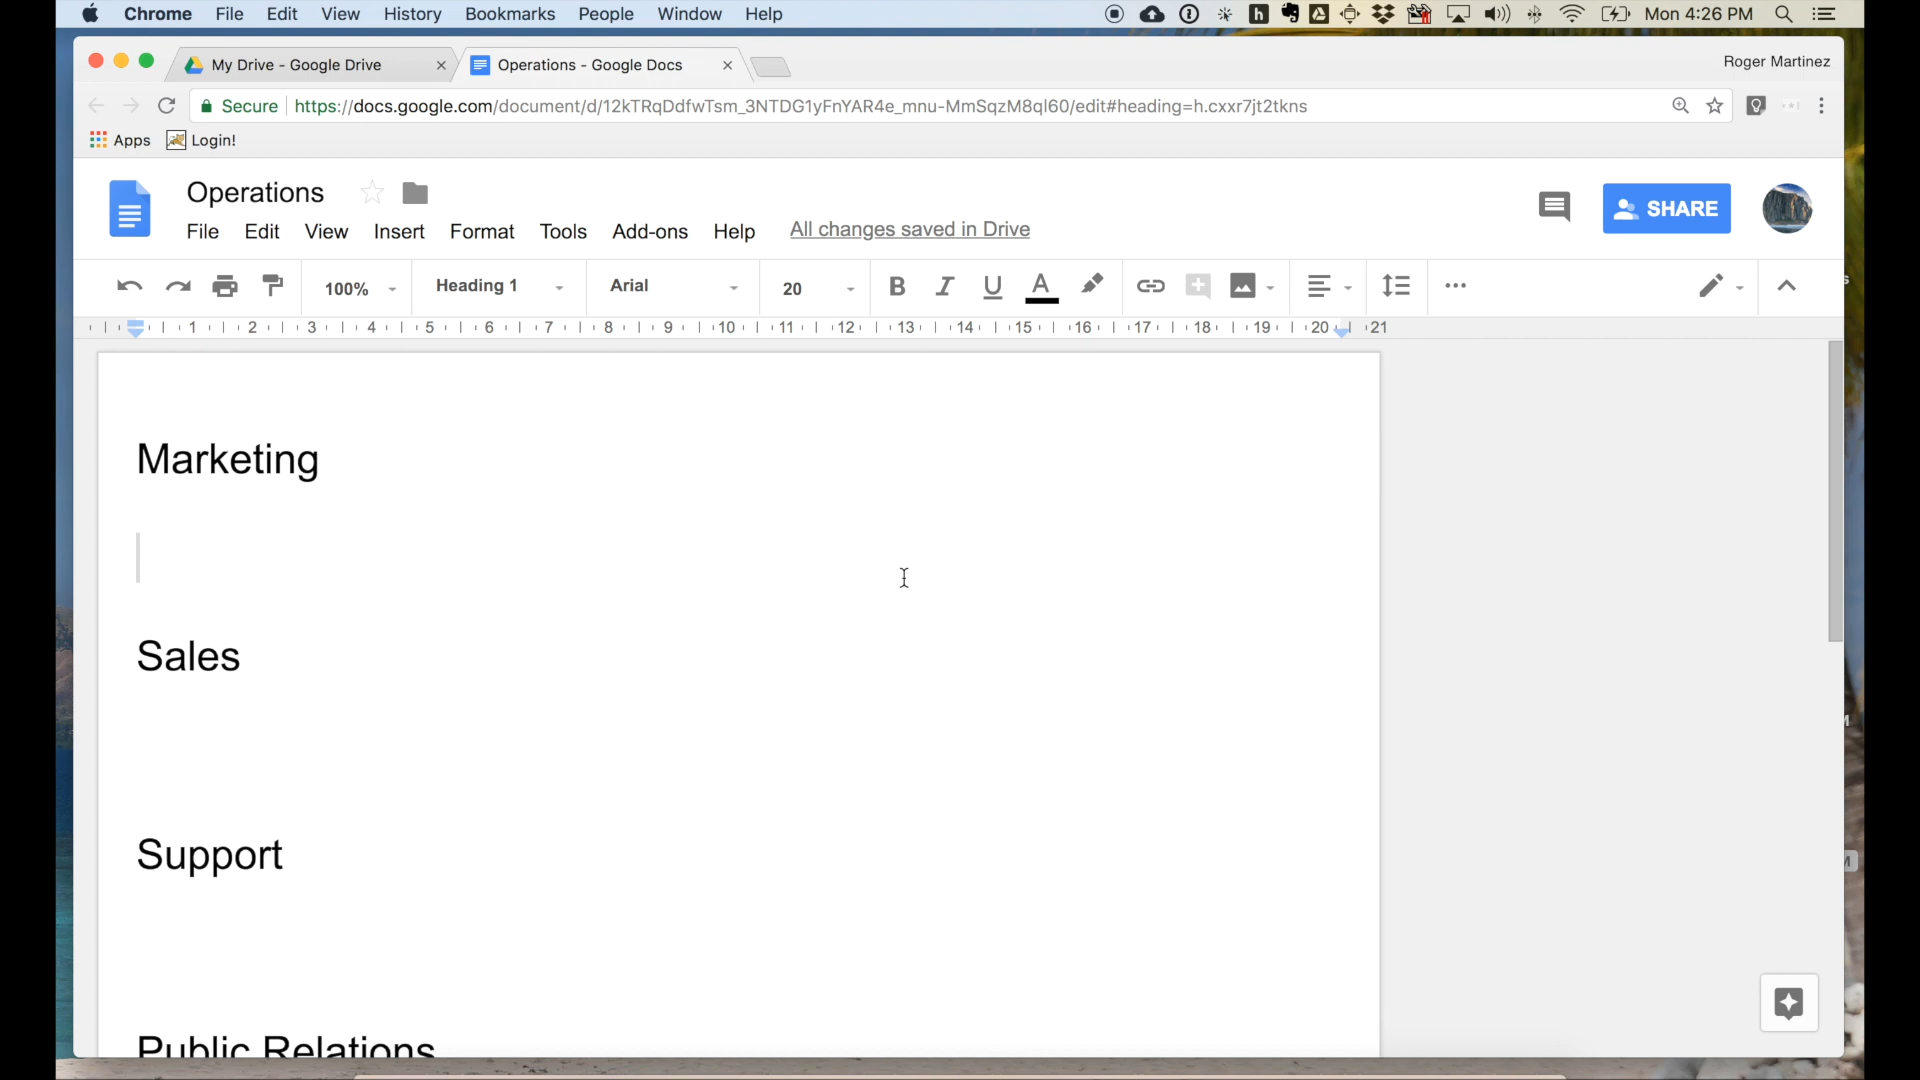 Chrome File Edit View History Bookmarks People Window Help Mon 4:26 PM
My Drive - Google Drive Operations - Google Docs Roger Martinez
Secure https://docs.google.com/document/d/12kTRqDdfwTsm_3NTDG1yFnYAR4e_mnu-MmSqzM8ql60/edit#heading=h.cxxr7jt2tkns
Apps Login!
Operations
File Edit View Insert Format Tools Add-ons Help All changes saved in Drive
SHARE
100% Heading 1 Arial 20 B I U A
1 2 3 4 5 6 7 8 9 10 11 12 13 14 15 16 17 18 19 20 21
Marketing
Sales
Support
Public Relations